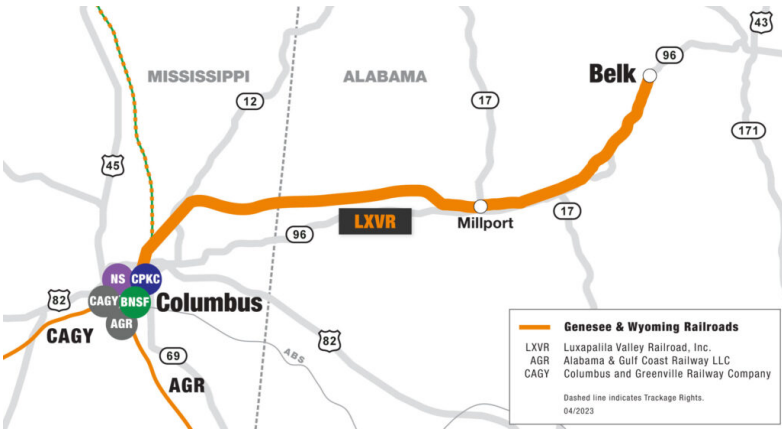 43
96
Belk
MISSISSIPPI
ALABAMA
12
17
171
45
LXVR
Millport
17
96
NS
CPKC
82
CAGY
BNSF
Columbus
AGR
CAGY
82
69
ABS
AGR
Genesee & Wyoming Railroads
LXVR Luxapalila Valley Railroad, Inc.
AGR Alabama & Gulf Coast Railway LLC
CAGY Columbus and Greenville Railway Company
Dashed line indicates Trackage Rights.
04/2023